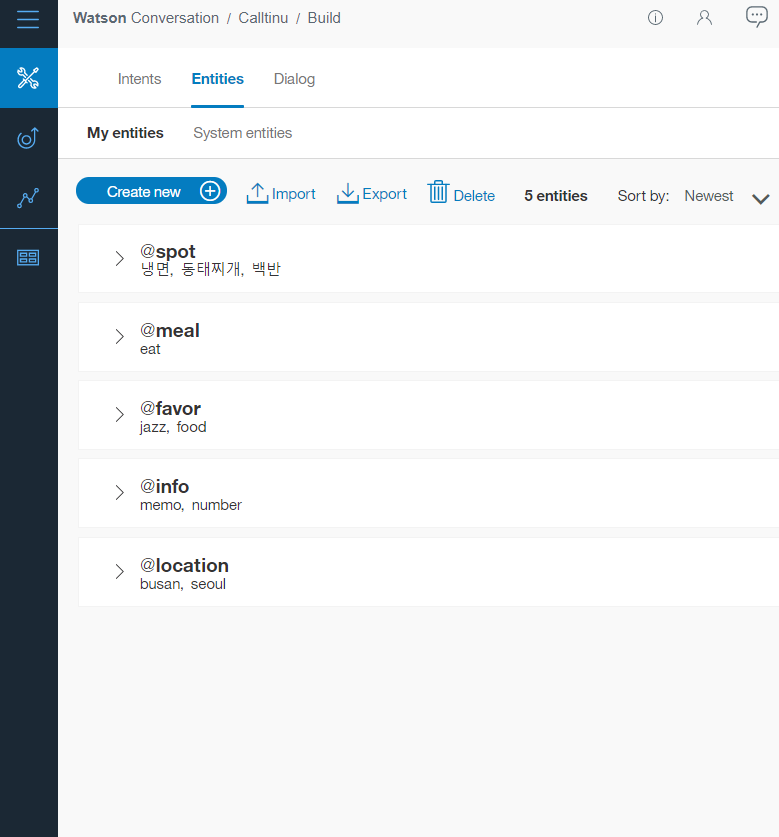 Watson Conversation / Calltinu / Build
Intents Entities Dialog
My entities System entities
Create new Import Export Delete 5 entities Sort by: Newest
@spot
냉면, 동태찌개, 백반
@meal
eat
@favor
jazz, food
@info
memo, number
@location
busan, seoul